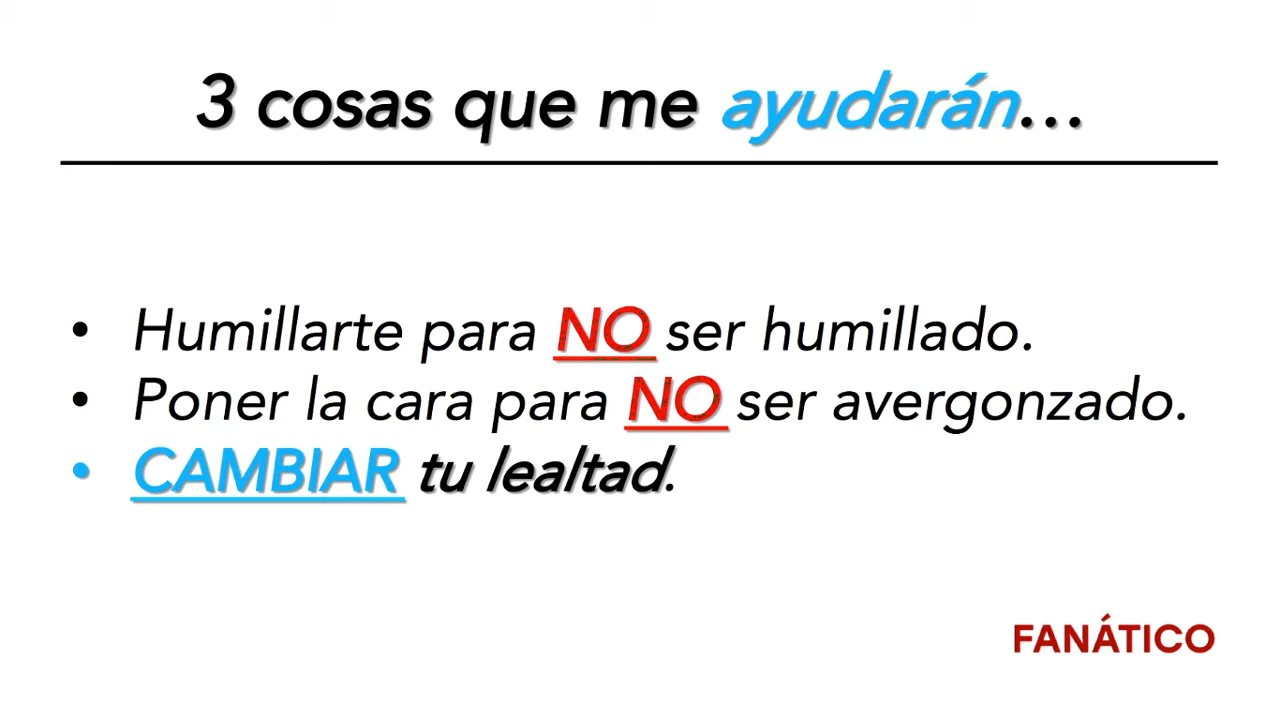 3 cosas que me ayudarán...
• Humillarte para NO ser humillado.
• Poner la cara para NO ser avergonzado.
• CAMBIAR tu lealtad.
FANÁTICO